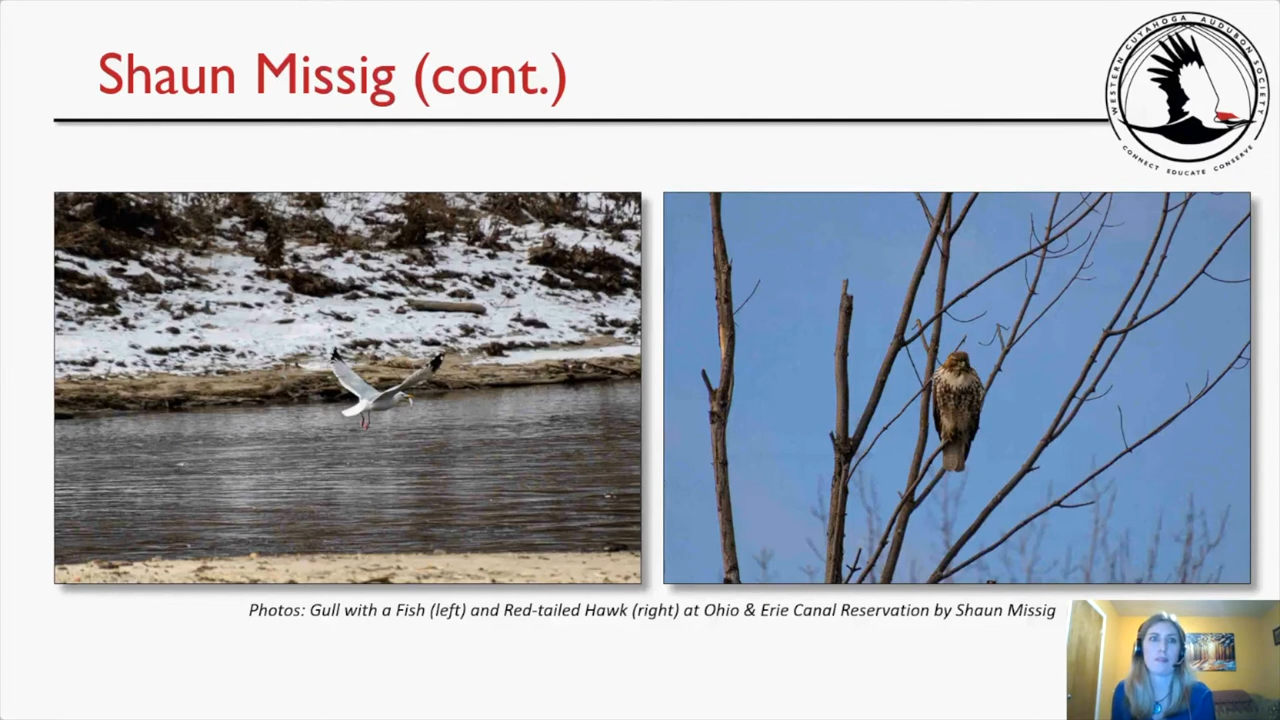 Shaun Missig (cont.)
WESTERN CUYAHOGA AUDUBON SOCIETY
CONNECT EDUCATE CONSERVE
Photos: Gull with a Fish (left) and Red-tailed Hawk (right) at Ohio & Erie Canal Reservation by Shaun Missig